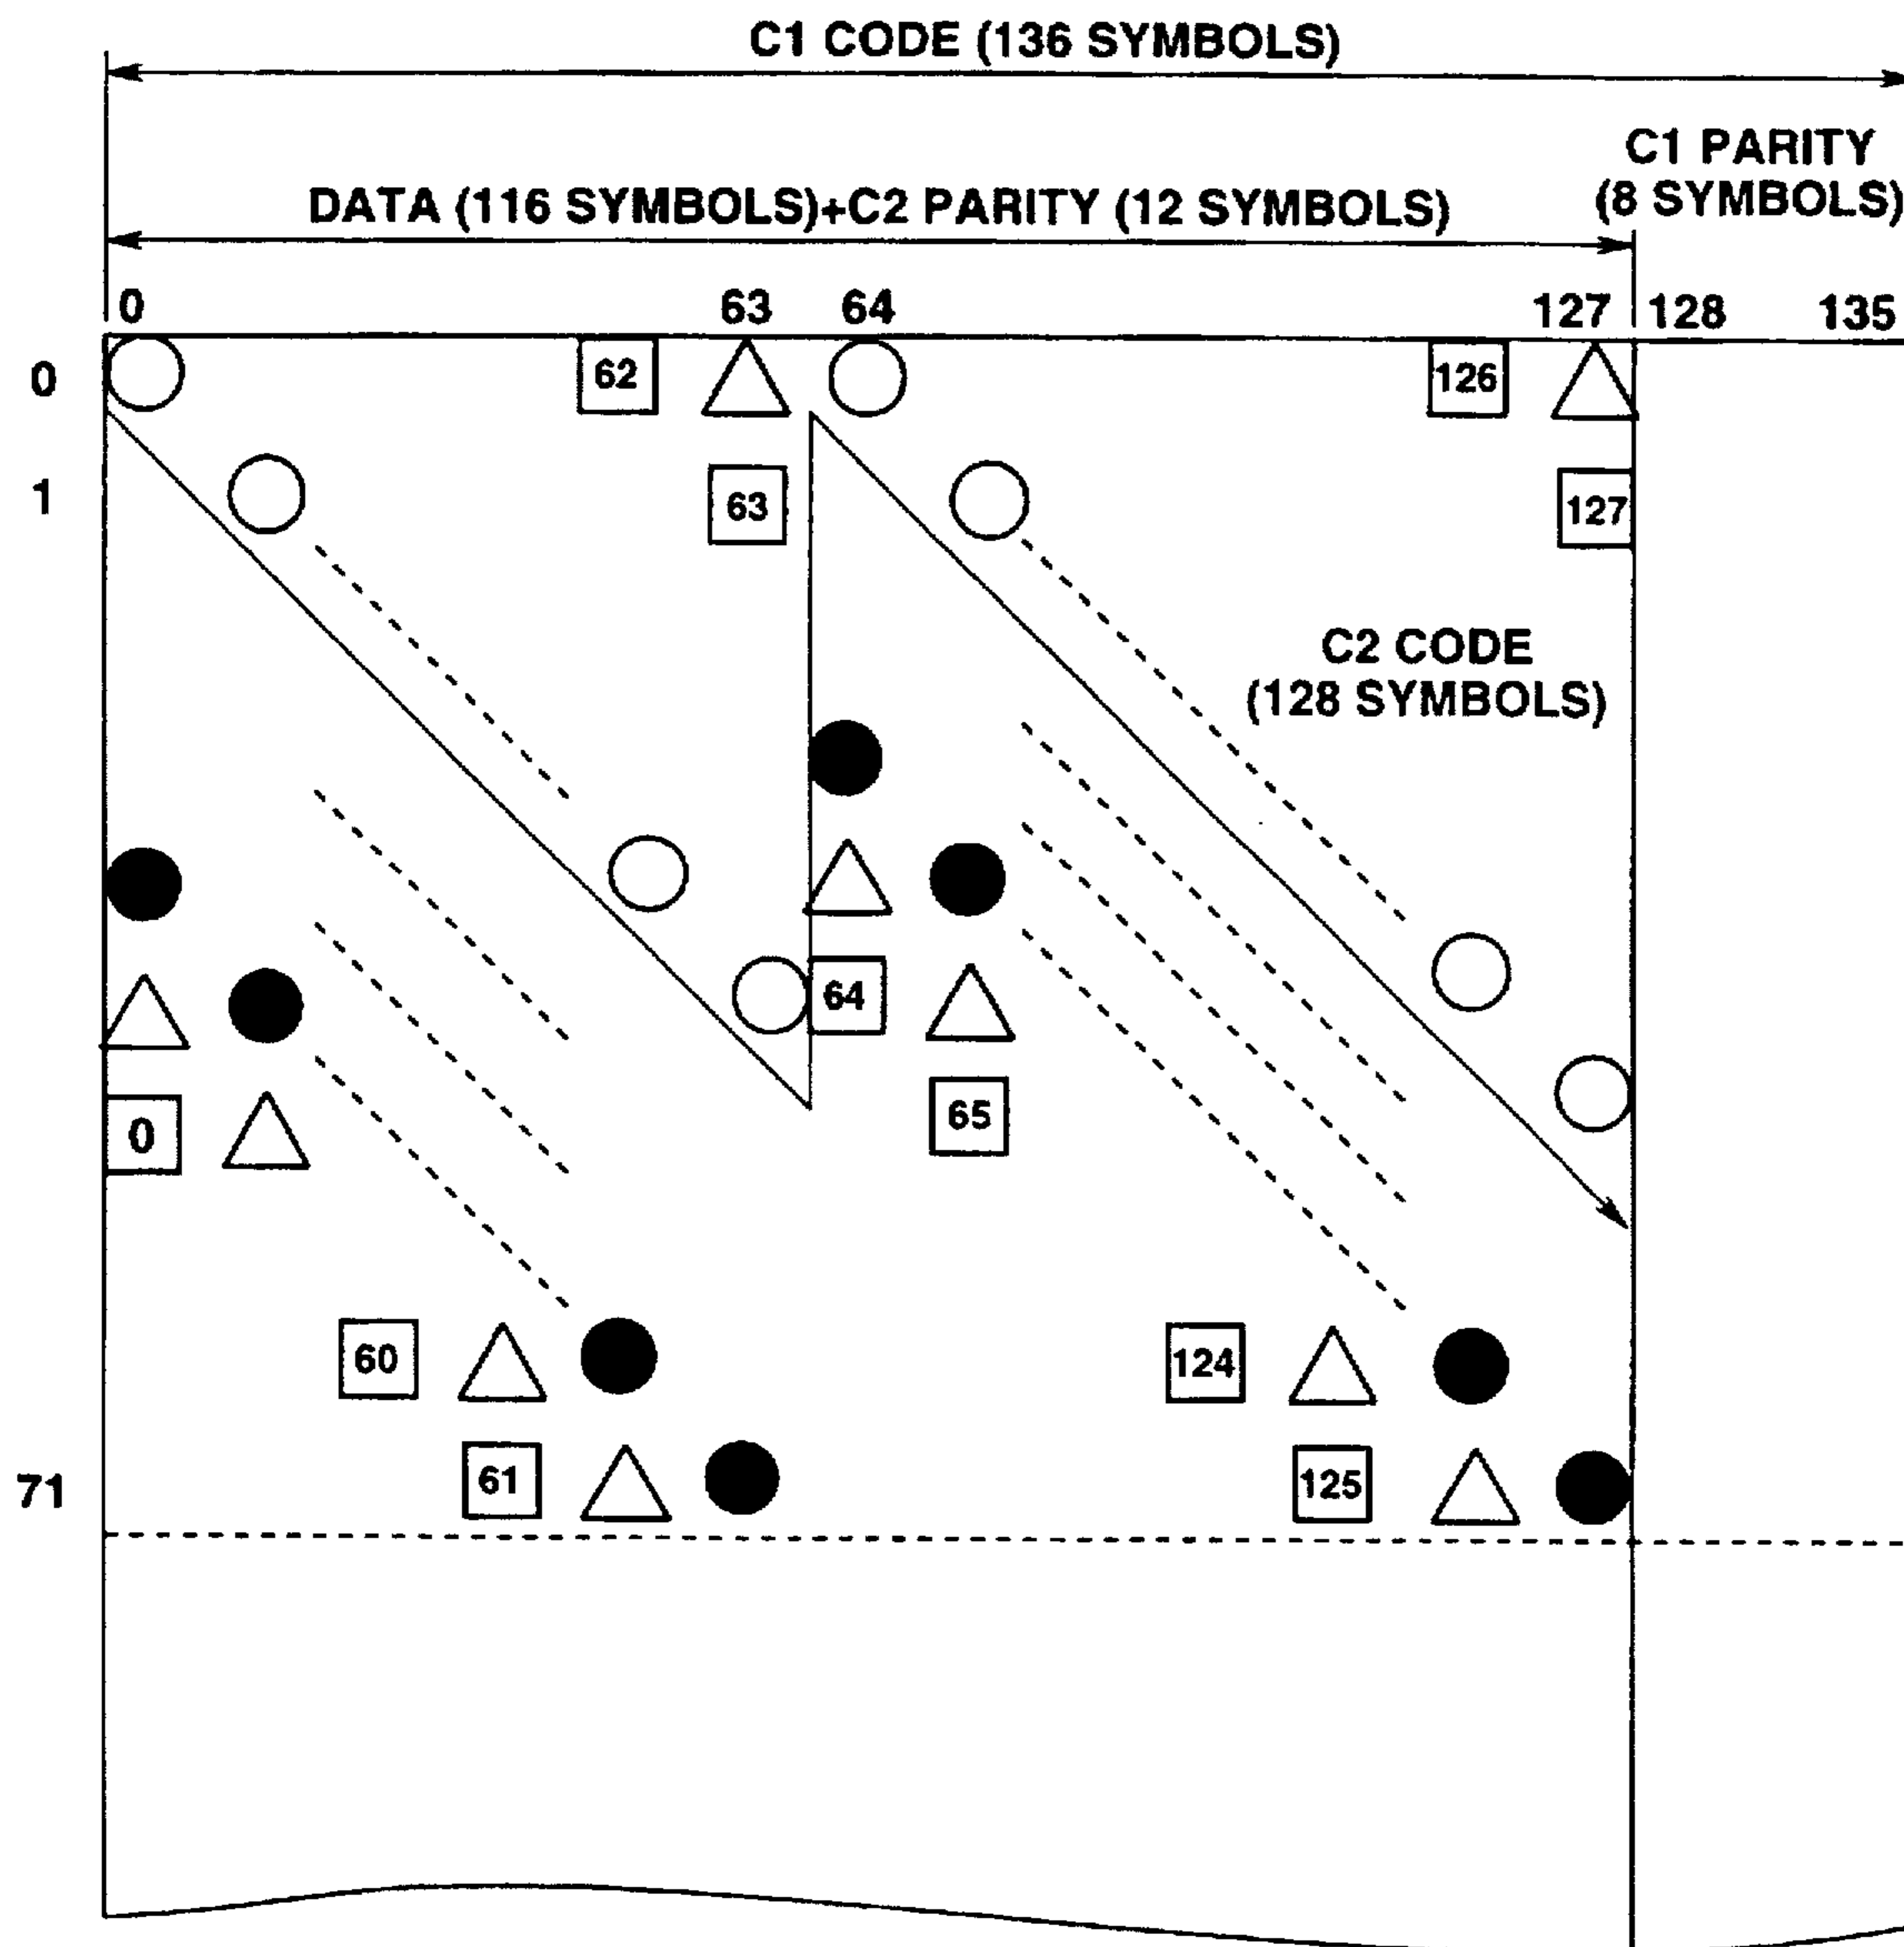 C1 CODE (136 SYMBOLS)
C1 PARITY
(8 SYMBOLS)
DATA (116 SYMBOLS)+C2 PARITY (12 SYMBOLS)
0 63 64 127 128 135
0 62 126
1 63 127
C2 CODE
(128 SYMBOLS)
64
0 65
60 124
71 61 125